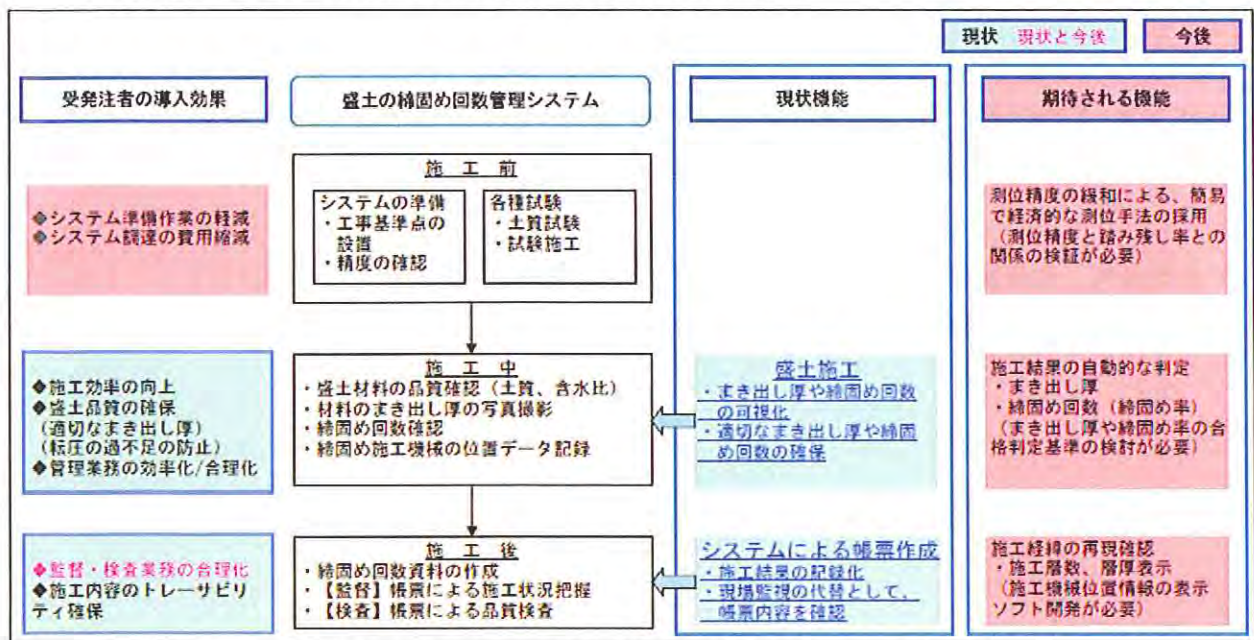 現状 現状と今後
今後
受発注者の導入効果
盛土の締固め回数管理システム
現状機能
期待される機能
◆システム準備作業の軽減
◆システム調達の費用縮減
施 工 前
システムの準備
・工事基準点の
設置
・精度の確認
各種試験
・土質試験
・試験施工
測位精度の緩和による、簡易
で経済的な測位手法の採用
(測位精度と踏み残し率との
関係の検証が必要)
◆施工効率の向上
◆盛土品質の確保
(適切なまき出し厚)
(転圧の過不足の防止)
◆管理業務の効率化/合理化
施 工 中
・盛土材料の品質確認(土質、含水比)
・材料のまき出し厚の写真撮影
・締固め回数確認
・締固め施工機械の位置データ記録
盛土施工
・まき出し厚や締固め回数
の可視化
・適切なまき出し厚や締固
め回数の確保
施工結果の自動的な判定
・まき出し厚
・締固め回数(締固め率)
(まき出し厚や締固め率の合
格判定基準の検討が必要)
◆監督・検査業務の合理化
◆施工内容のトレーサビリ
ティ確保
施 工 後
・締固め回数資料の作成
・【監督】帳票による施工状況把握
・【検査】帳票による品質検査
システムによる帳票作成
・施工結果の記録化
・現場監視の代替として、
帳票内容を確認
施工経緯の再現確認
・施工層数、層厚表示
(施工機械位置情報の表示
ソフト開発が必要)